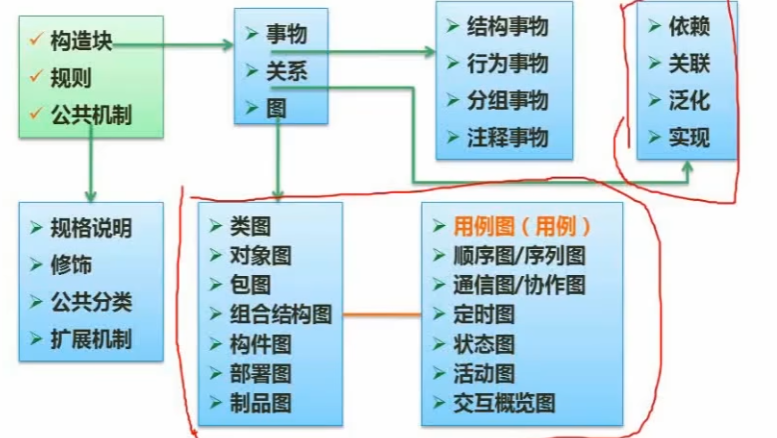 构造块
规则
公共机制
事物
关系
图
结构事物
行为事物
分组事物
注释事物
依赖
关联
泛化
实现
规格说明
修饰
公共分类
扩展机制
类图
对象图
包图
组合结构图
构件图
部署图
制品图
用例图（用例）
顺序图/序列图
通信图/协作图
定时图
状态图
活动图
交互概览图